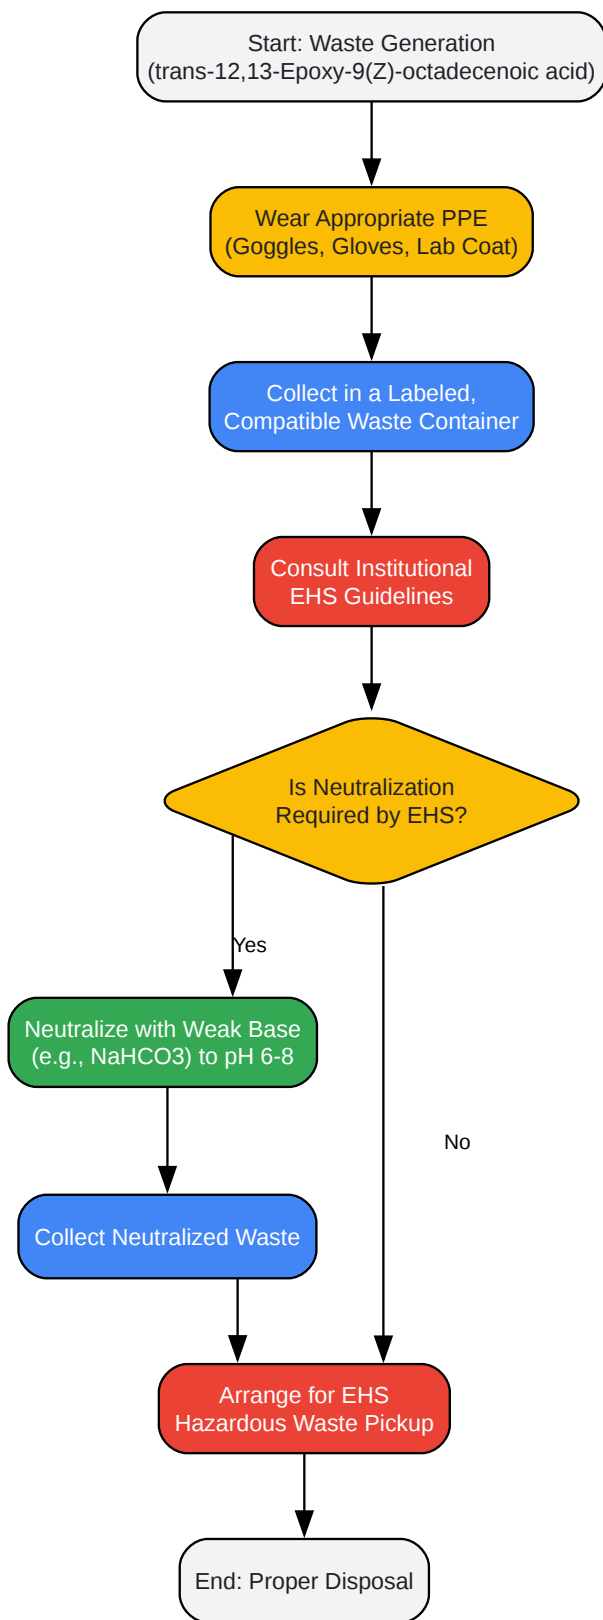 Start: Waste Generation
(trans-12,13-Epoxy-9(Z)-octadecenoic acid)
Wear Appropriate PPE
(Goggles, Gloves, Lab Coat)
Collect in a Labeled,
Compatible Waste Container
Consult Institutional
EHS Guidelines
Is Neutralization
Required by EHS?
Yes
Neutralize with Weak Base
(e.g., NaHCO3) to pH 6-8
No
Collect Neutralized Waste
Arrange for EHS
Hazardous Waste Pickup
End: Proper Disposal